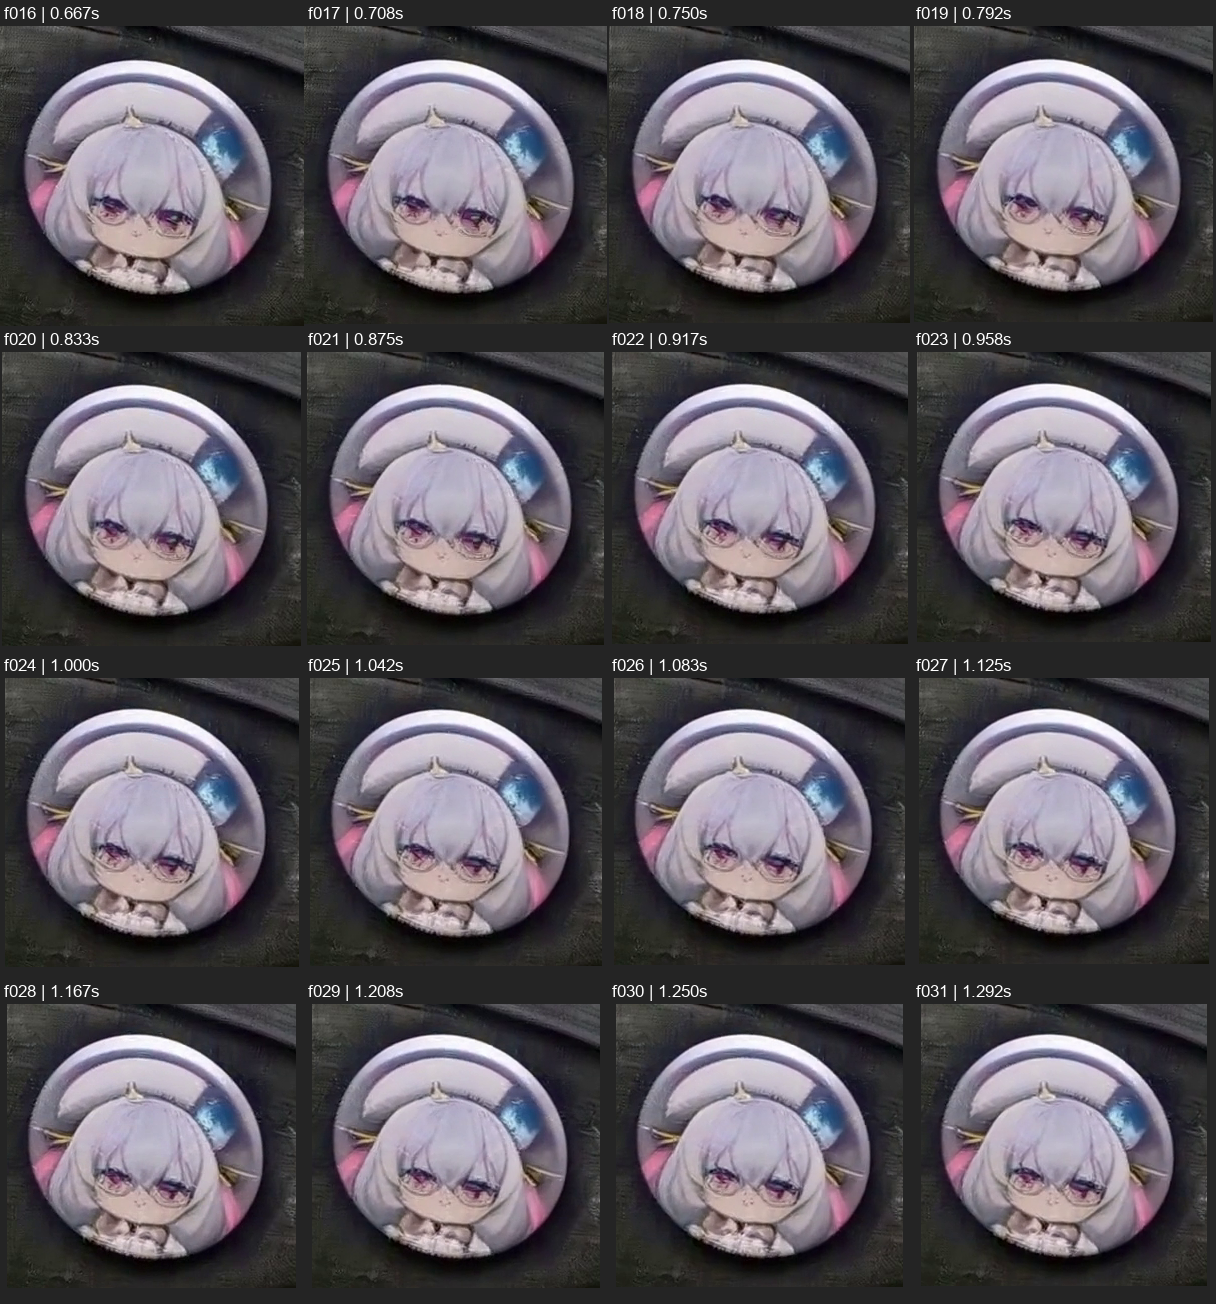 f016 | 0.667s
f017 | 0.708s
f018 | 0.750s
f019 | 0.792s
f020 | 0.833s
f021 | 0.875s
f022 | 0.917s
f023 | 0.958s
f024 | 1.000s
f025 | 1.042s
f026 | 1.083s
f027 | 1.125s
f028 | 1.167s
f029 | 1.208s
f030 | 1.250s
f031 | 1.292s